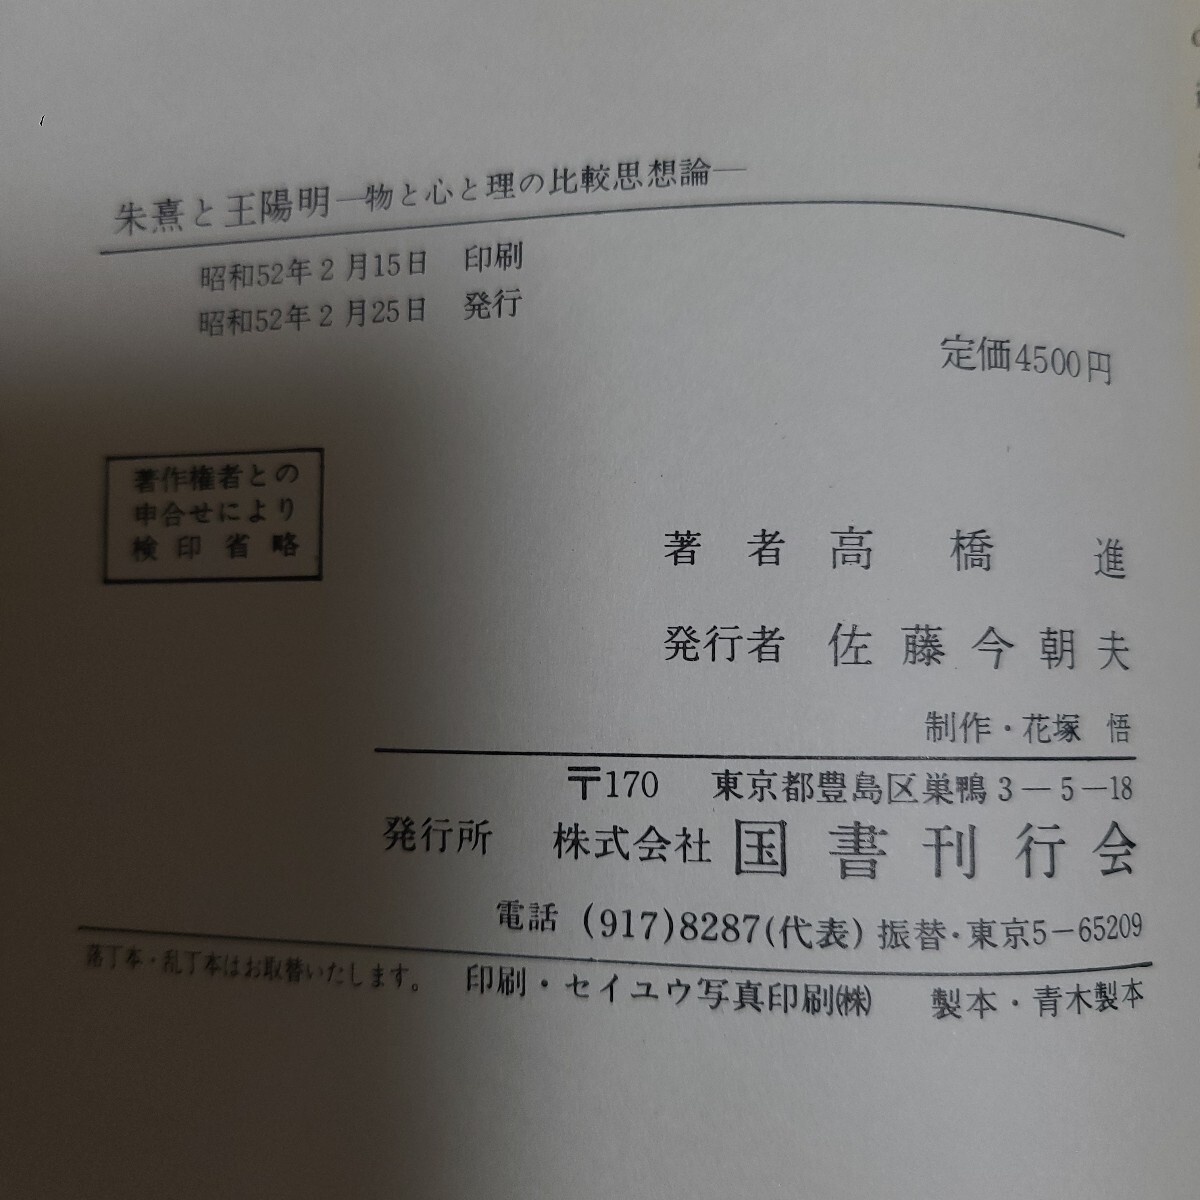 朱熹と王陽明—物と心と理の比較思想論—
昭和52年2月15日 印刷
昭和52年2月25日 発行
定価4500円
著作権者との
申合せにより
検印省略
著者 高橋 進
発行者 佐藤今朝夫
制作・花塚 悟
〒170 東京都豊島区巣鴨3−5−18
発行所 株式会社 国書刊行会
電話 (917)8287(代表) 振替・東京5−65209
落丁本・乱丁本はお取替いたします。 印刷・セイユウ写真印刷㈱ 製本・青木製本